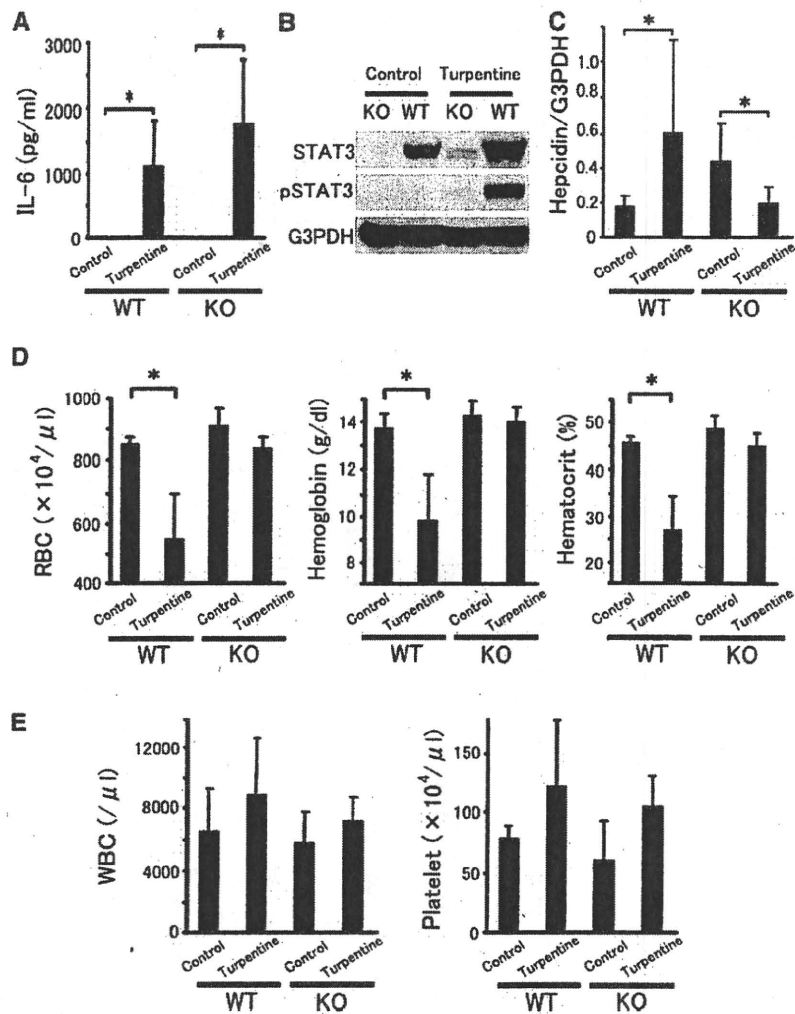 A
IL-6 (pg/ml)
3000
2000
1000
0
*
*
Control
Turpentine
Control
Turpentine
WT
KO
B
Control Turpentine
KO WT KO WT
STAT3
pSTAT3
G3PDH
C
Hepcidin/G3PDH
1.0
0.8
0.6
0.4
0.2
*
*
Control
Turpentine
Control
Turpentine
WT
KO
D
RBC (×10⁴/μl)
1000
800
600
400
*
Control
Turpentine
Control
Turpentine
WT
KO
Hemoglobin (g/dl)
14
12
10
8
*
Control
Turpentine
Control
Turpentine
WT
KO
Hematocrit (%)
50
40
30
20
*
Control
Turpentine
Control
Turpentine
WT
KO
E
WBC (/μl)
12000
8000
4000
0
Control
Turpentine
Control
Turpentine
WT
KO
Platelet (×10⁴/μl)
150
100
50
0
Control
Turpentine
Control
Turpentine
WT
KO